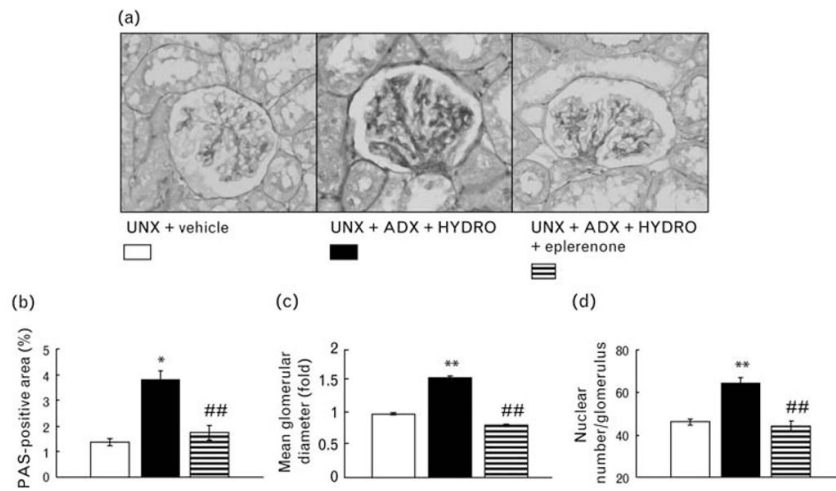 (a)
UNX + vehicle
UNX + ADX + HYDRO
UNX + ADX + HYDRO
+ eplerenone
(b)
PAS-positive area (%)
5
4
3
2
1
0
*
##
(c)
Mean glomerular
diameter (fold)
2
1.5
1
0.5
0
**
##
(d)
Nuclear
number/glomerulus
80
60
40
20
**
##